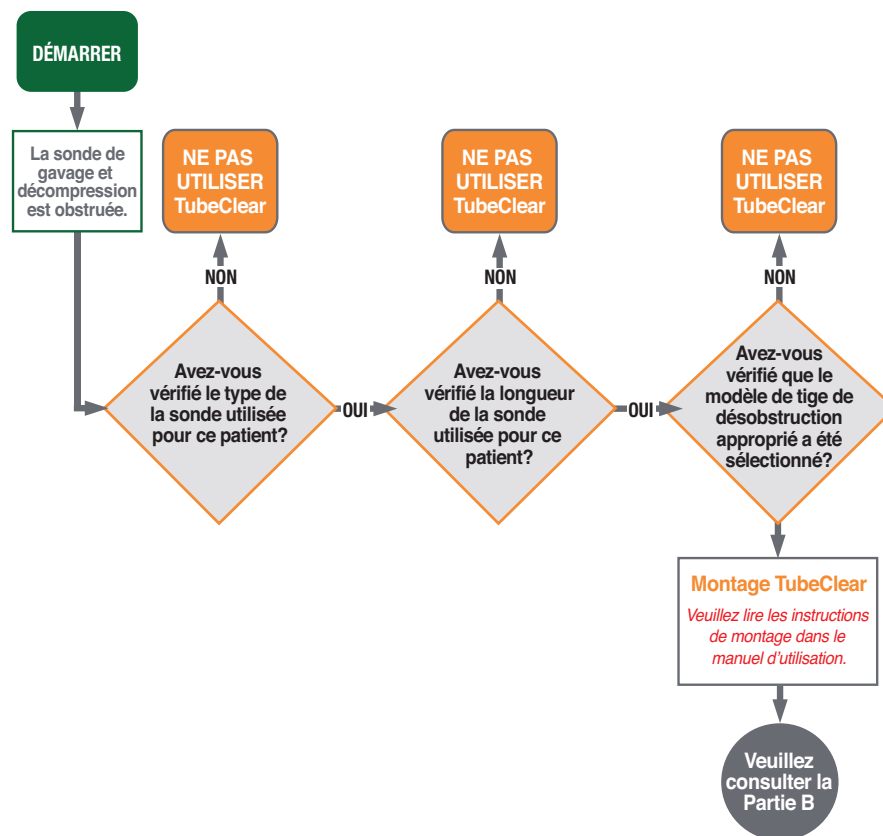 DÉMARRER
La sonde de
gavage et
décompression
est obstruée.
NE PAS
UTILISER
TubeClear
NON
Avez-vous
vérifié le type de
la sonde utilisée
pour ce patient?
OUI
NE PAS
UTILISER
TubeClear
NON
Avez-vous
vérifié la longueur
de la sonde
utilisée pour ce
patient?
OUI
NE PAS
UTILISER
TubeClear
NON
Avez-vous
vérifié que le
modèle de tige de
désobstruction
approprié a été
sélectionné?
Montage TubeClear
Veuillez lire les instructions
de montage dans le
manuel d’utilisation.
Veuillez
consulter la
Partie B